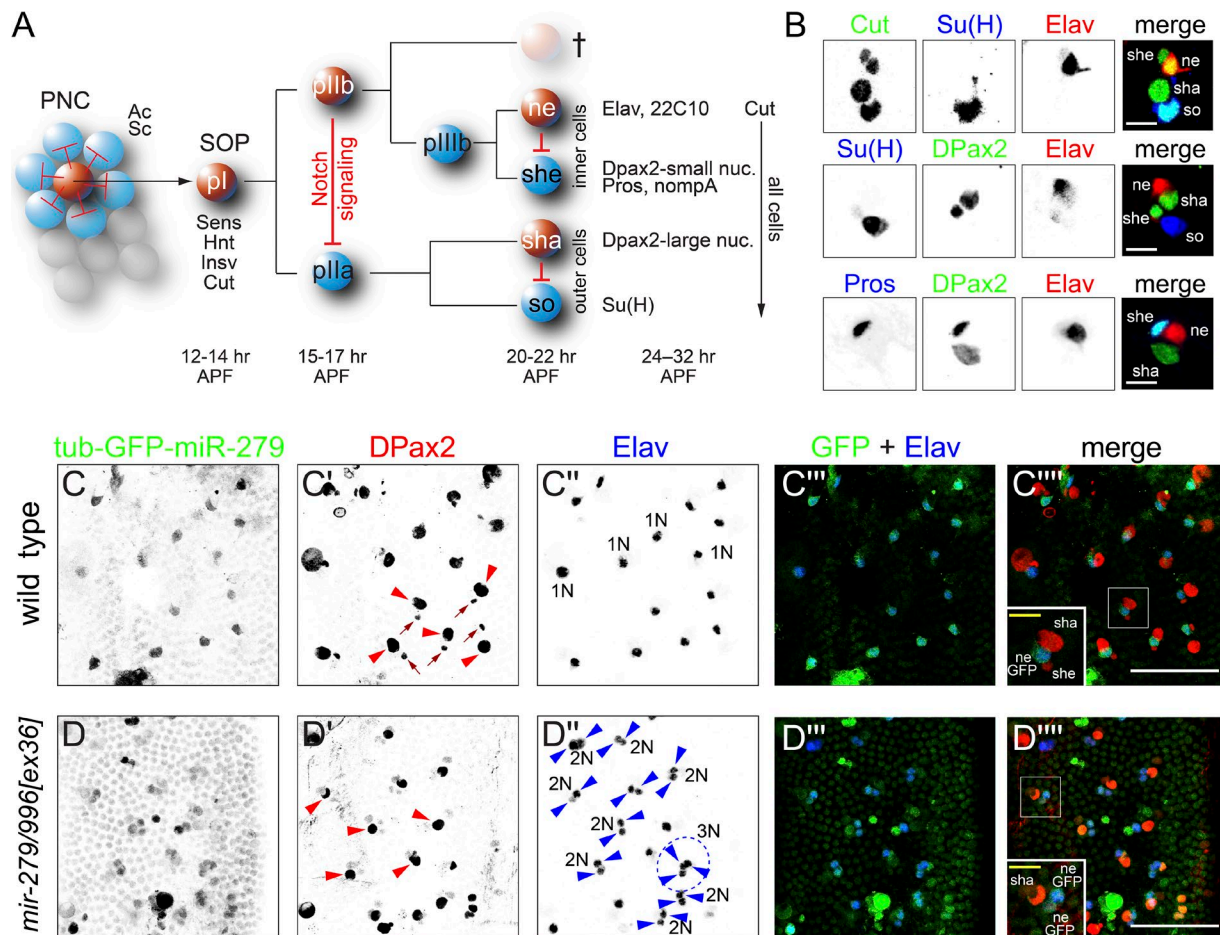 A
PNC
Ac
Sc
SOP
pI
Sens
Hnt
Insv
Cut
pIIb
Notch
signaling
pIIa
†
pIIIb
ne
she
sha
so
inner cells
outer cells
Elav, 22C10
Dpax2-small nuc.
Pros, nompA
Dpax2-large nuc.
Su(H)
Cut
all cells
12-14 hr
APF
15-17 hr
APF
20-22 hr
APF
24–32 hr
APF
B
Cut Su(H) Elav merge
she
ne
sha
so
Su(H) DPax2 Elav merge
ne
sha
she
so
Pros DPax2 Elav merge
she
ne
sha
tub-GFP-miR-279 DPax2 Elav GFP + Elav merge
wild type
C C' C'' C''' C''''
1N
1N
1N
1N
sha
ne
GFP
she
mir-279/996[ex36]
D D' D'' D''' D''''
2N
2N
2N
2N
2N
3N
2N
2N
2N
sha
ne
GFP
ne
GFP